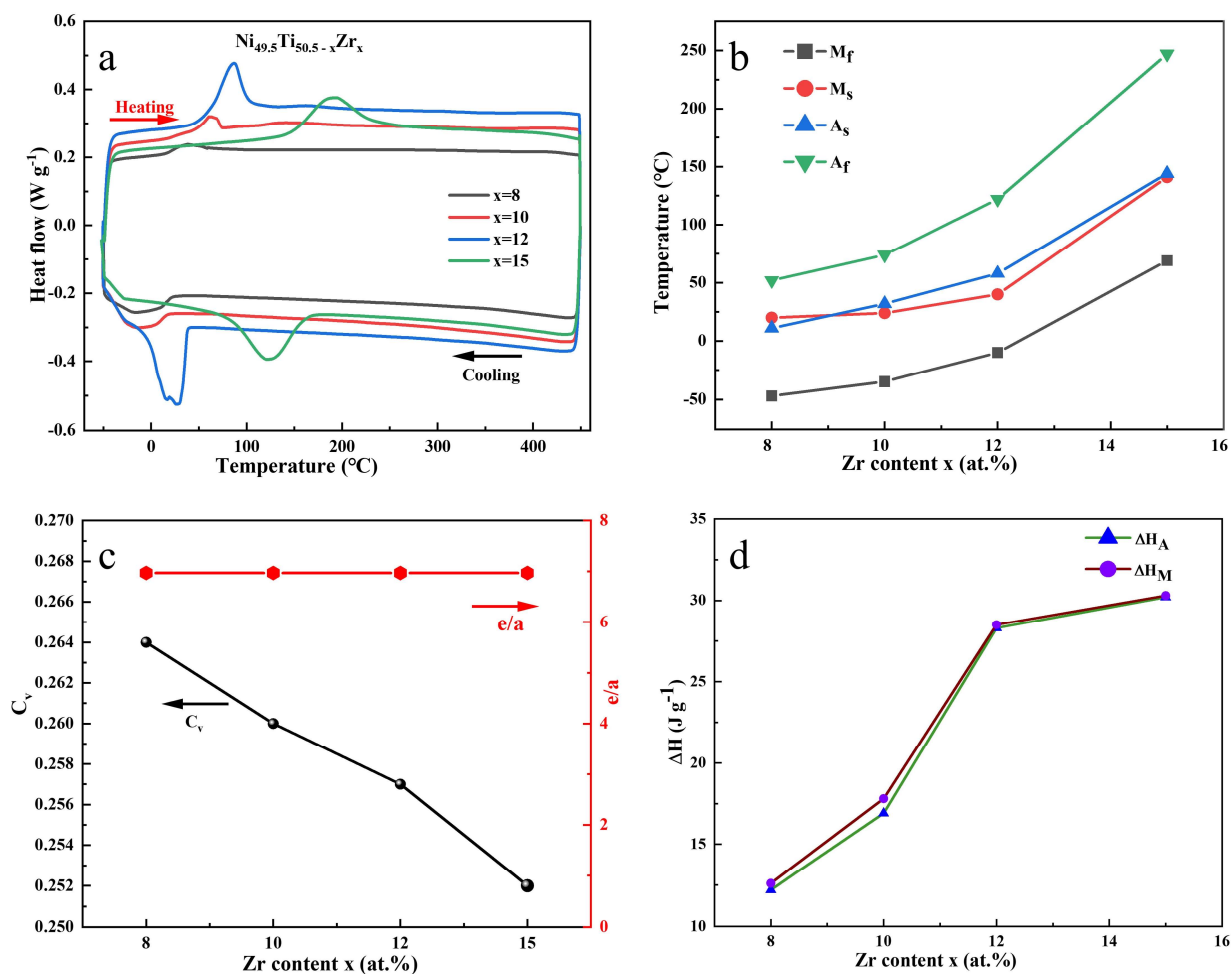 a
Ni49.5Ti50.5 - xZrx
Heating
x=8
x=10
x=12
x=15
Cooling
0.6
0.4
0.2
0.0
-0.2
-0.4
-0.6
Heat flow (W g-1)
0 100 200 300 400
Temperature (℃)
b
Mf
Ms
As
Af
250
200
150
100
50
0
-50
Temperature (℃)
8 10 12 14 16
Zr content x (at.%)
c
e/a
Cv
0.270
0.268
0.266
0.264
0.262
0.260
0.258
0.256
0.254
0.252
0.250
Cv
8
6
4
2
0
e/a
8 10 12 15
Zr content x (at.%)
d
ΔHA
ΔHM
35
30
25
20
15
10
ΔH (J g-1)
8 10 12 14 16
Zr content x (at.%)